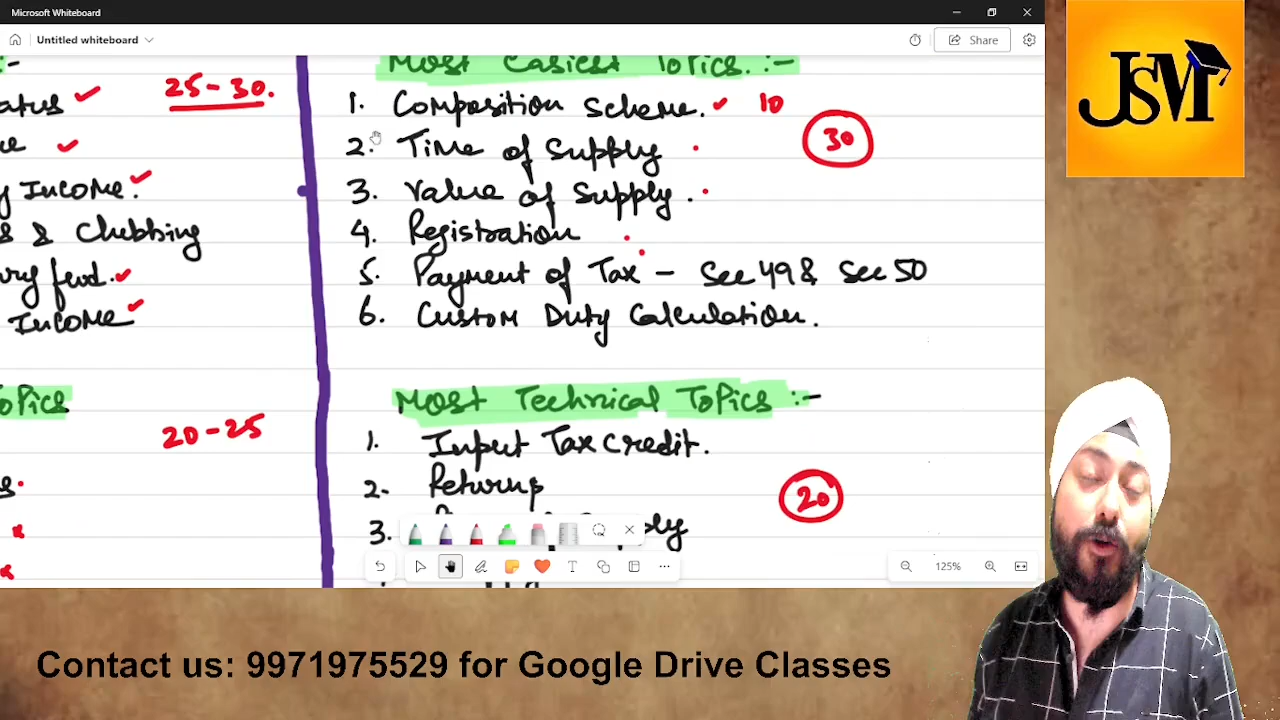 Microsoft Whiteboard
Untitled whiteboard
Share
25-30.
Income
& Clubbing
Income
Topics
20-25
Most Easiest Topics :-
1. Composition Scheme. 10
30
2. Time of Supply
3. Value of Supply.
4. Registration
5. Payment of Tax - Sec 49 & Sec 50
6. Custom Duty Calculation.
Most Technical Topics :-
1. Input Tax Credit.
2. Returns
20
3.
125%
JSM
Contact us: 9971975529 for Google Drive Classes